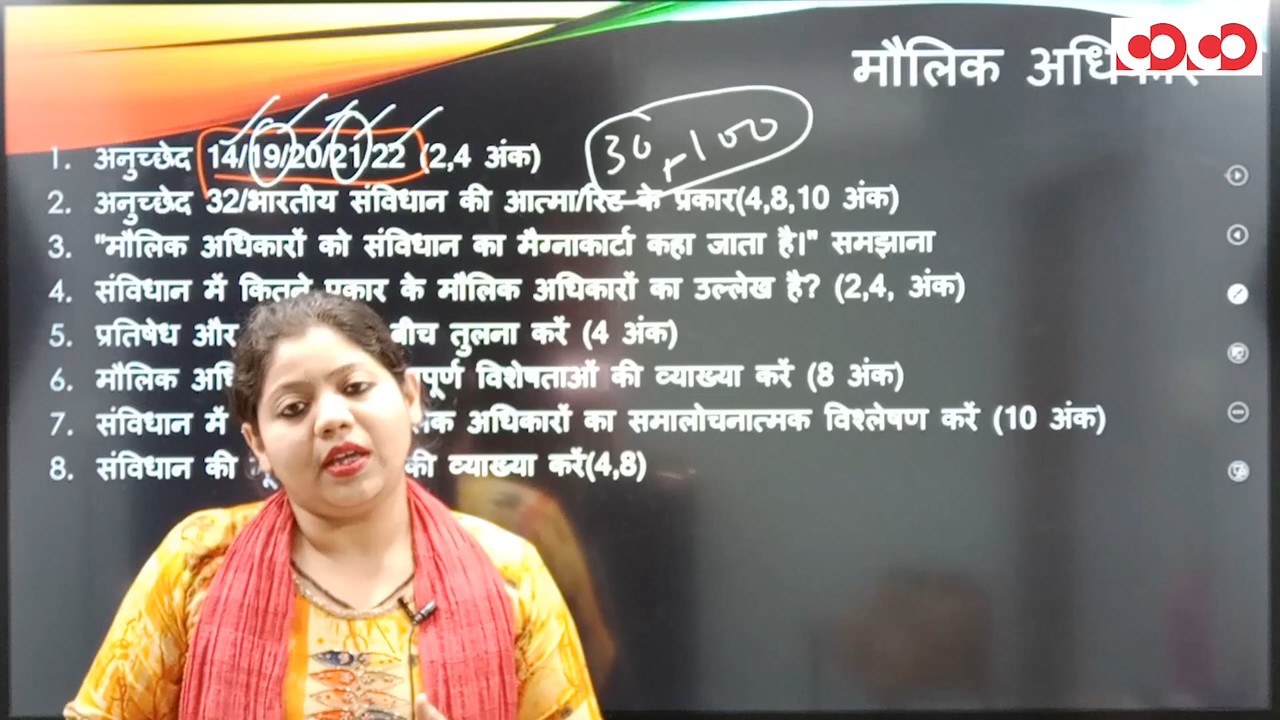 मौलिक अधिकार
30 100
1. अनुच्छेद 14/19/20/21/22 (2,4 अंक)
2. अनुच्छेद 32/भारतीय संविधान की आत्मा/रिट के प्रकार(4,8,10 अंक)
3. "मौलिक अधिकारों को संविधान का मैग्नाकार्टा कहा जाता है।" समझाना
4. संविधान में कितने प्रकार के मौलिक अधिकारों का उल्लेख है? (2,4, अंक)
5. प्रतिषेध और बीच तुलना करें (4 अंक)
6. मौलिक विशेषताओं की व्याख्या करें (8 अंक)
7. संविधान में अधिकारों का समालोचनात्मक विश्लेषण करें (10 अंक)
8. संविधान की की व्याख्या करें(4,8)